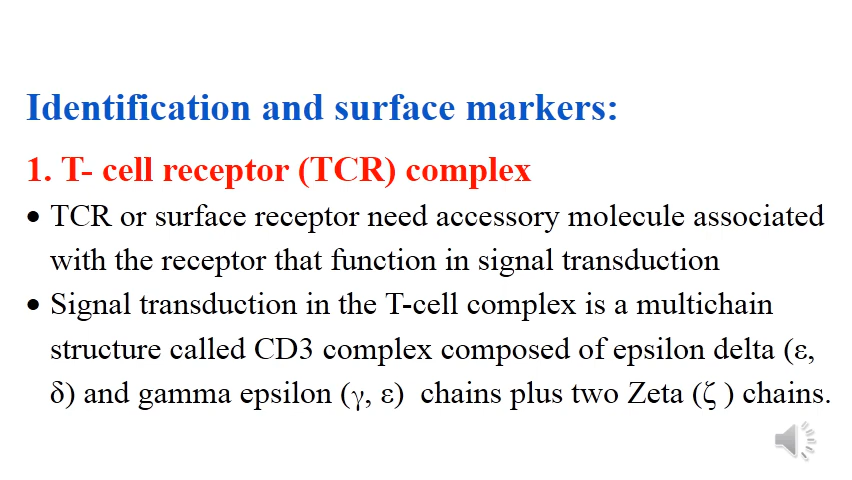 Identification and surface markers:
1. T- cell receptor (TCR) complex
• TCR or surface receptor need accessory molecule associated
with the receptor that function in signal transduction
• Signal transduction in the T-cell complex is a multichain
structure called CD3 complex composed of epsilon delta (ε,
δ) and gamma epsilon (γ, ε) chains plus two Zeta (ζ ) chains.